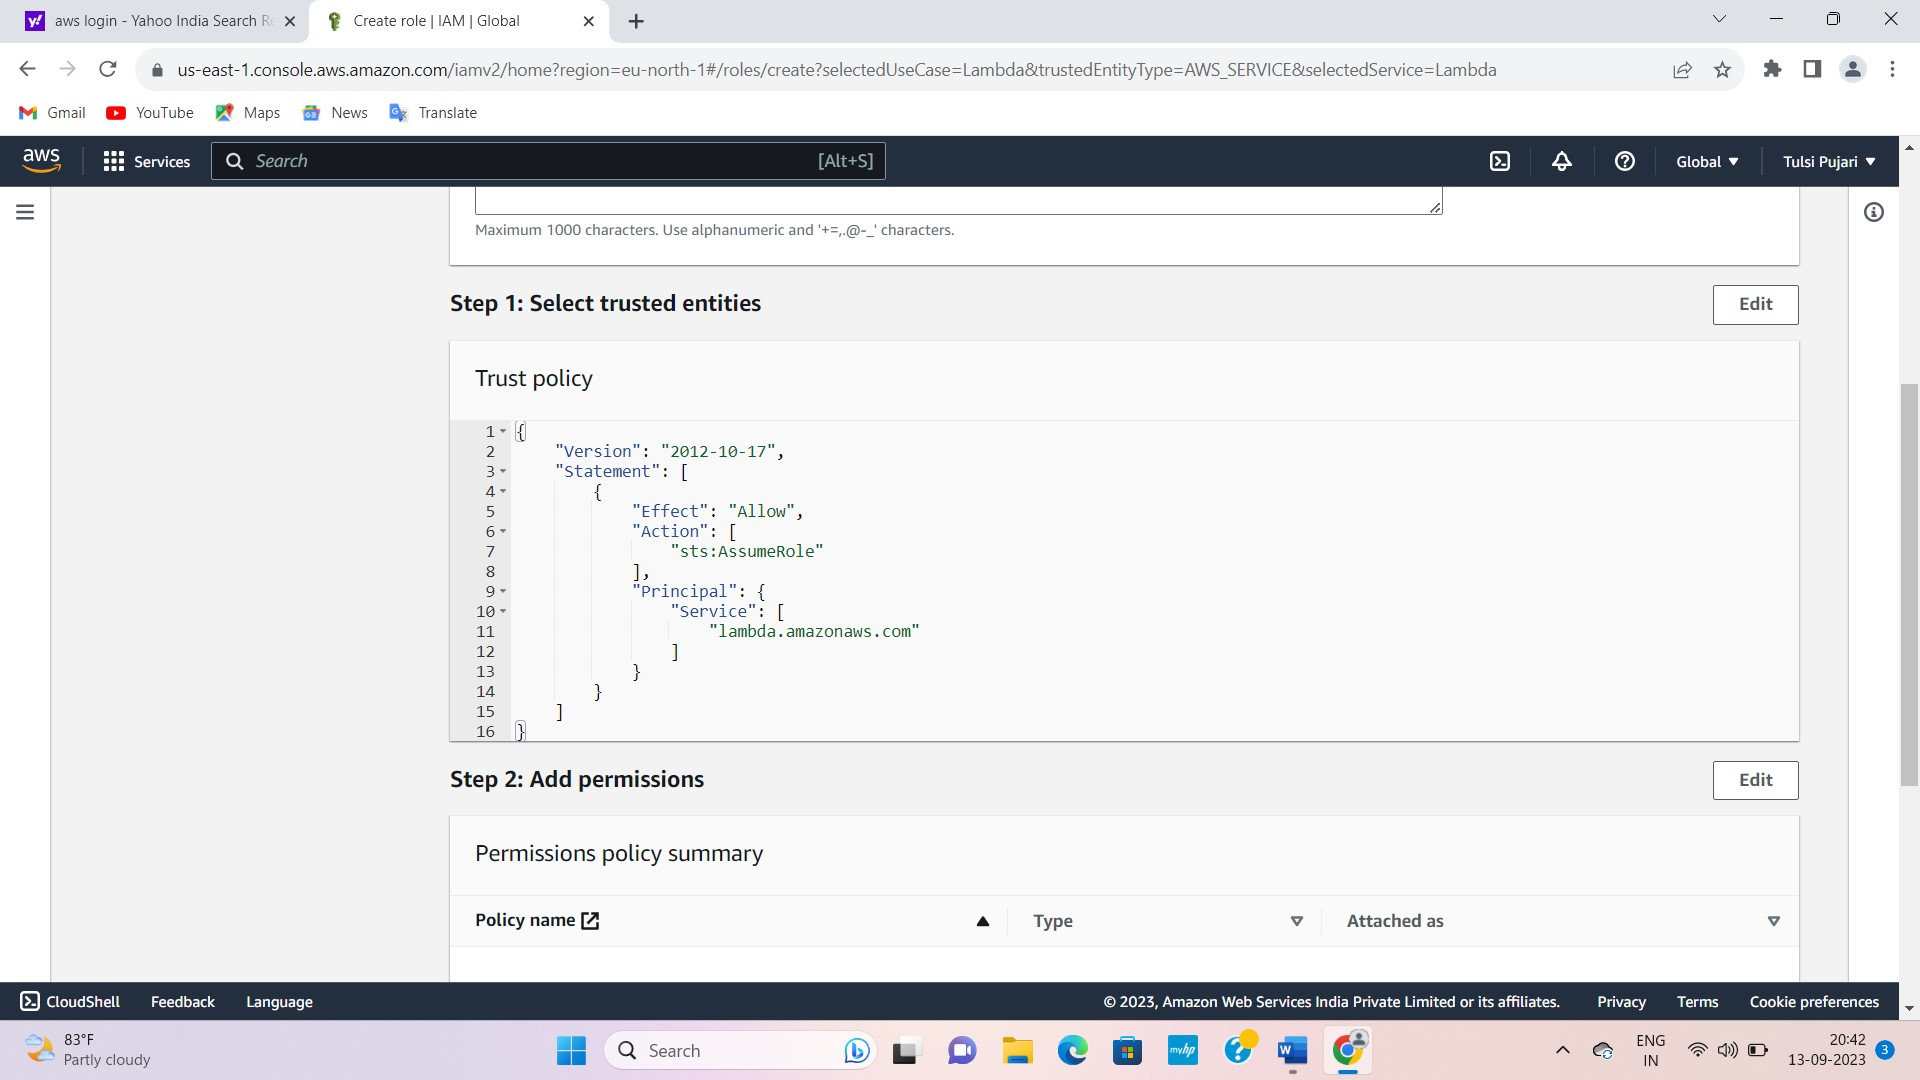 aws login - Yahoo India Search Re
Create role | IAM | Global
us-east-1.console.aws.amazon.com/iamv2/home?region=eu-north-1#/roles/create?selectedUseCase=Lambda&trustedEntityType=AWS_SERVICE&selectedService=Lambda
Gmail YouTube Maps News Translate
aws Services Search [Alt+S] Global Tulsi Pujari
Maximum 1000 characters. Use alphanumeric and '+=,.@-_' characters.
Step 1: Select trusted entities
Edit
Trust policy
1 {
2 "Version": "2012-10-17",
3 "Statement": [
4 {
5 "Effect": "Allow",
6 "Action": [
7 "sts:AssumeRole"
8 ],
9 "Principal": {
10 "Service": [
11 "lambda.amazonaws.com"
12 ]
13 }
14 }
15 ]
16 }
Step 2: Add permissions
Edit
Permissions policy summary
Policy name Type Attached as
CloudShell Feedback Language © 2023, Amazon Web Services India Private Limited or its affiliates. Privacy Terms Cookie preferences
83°F
Partly cloudy
Search
myhp
ENG
IN
20:42
13-09-2023
3